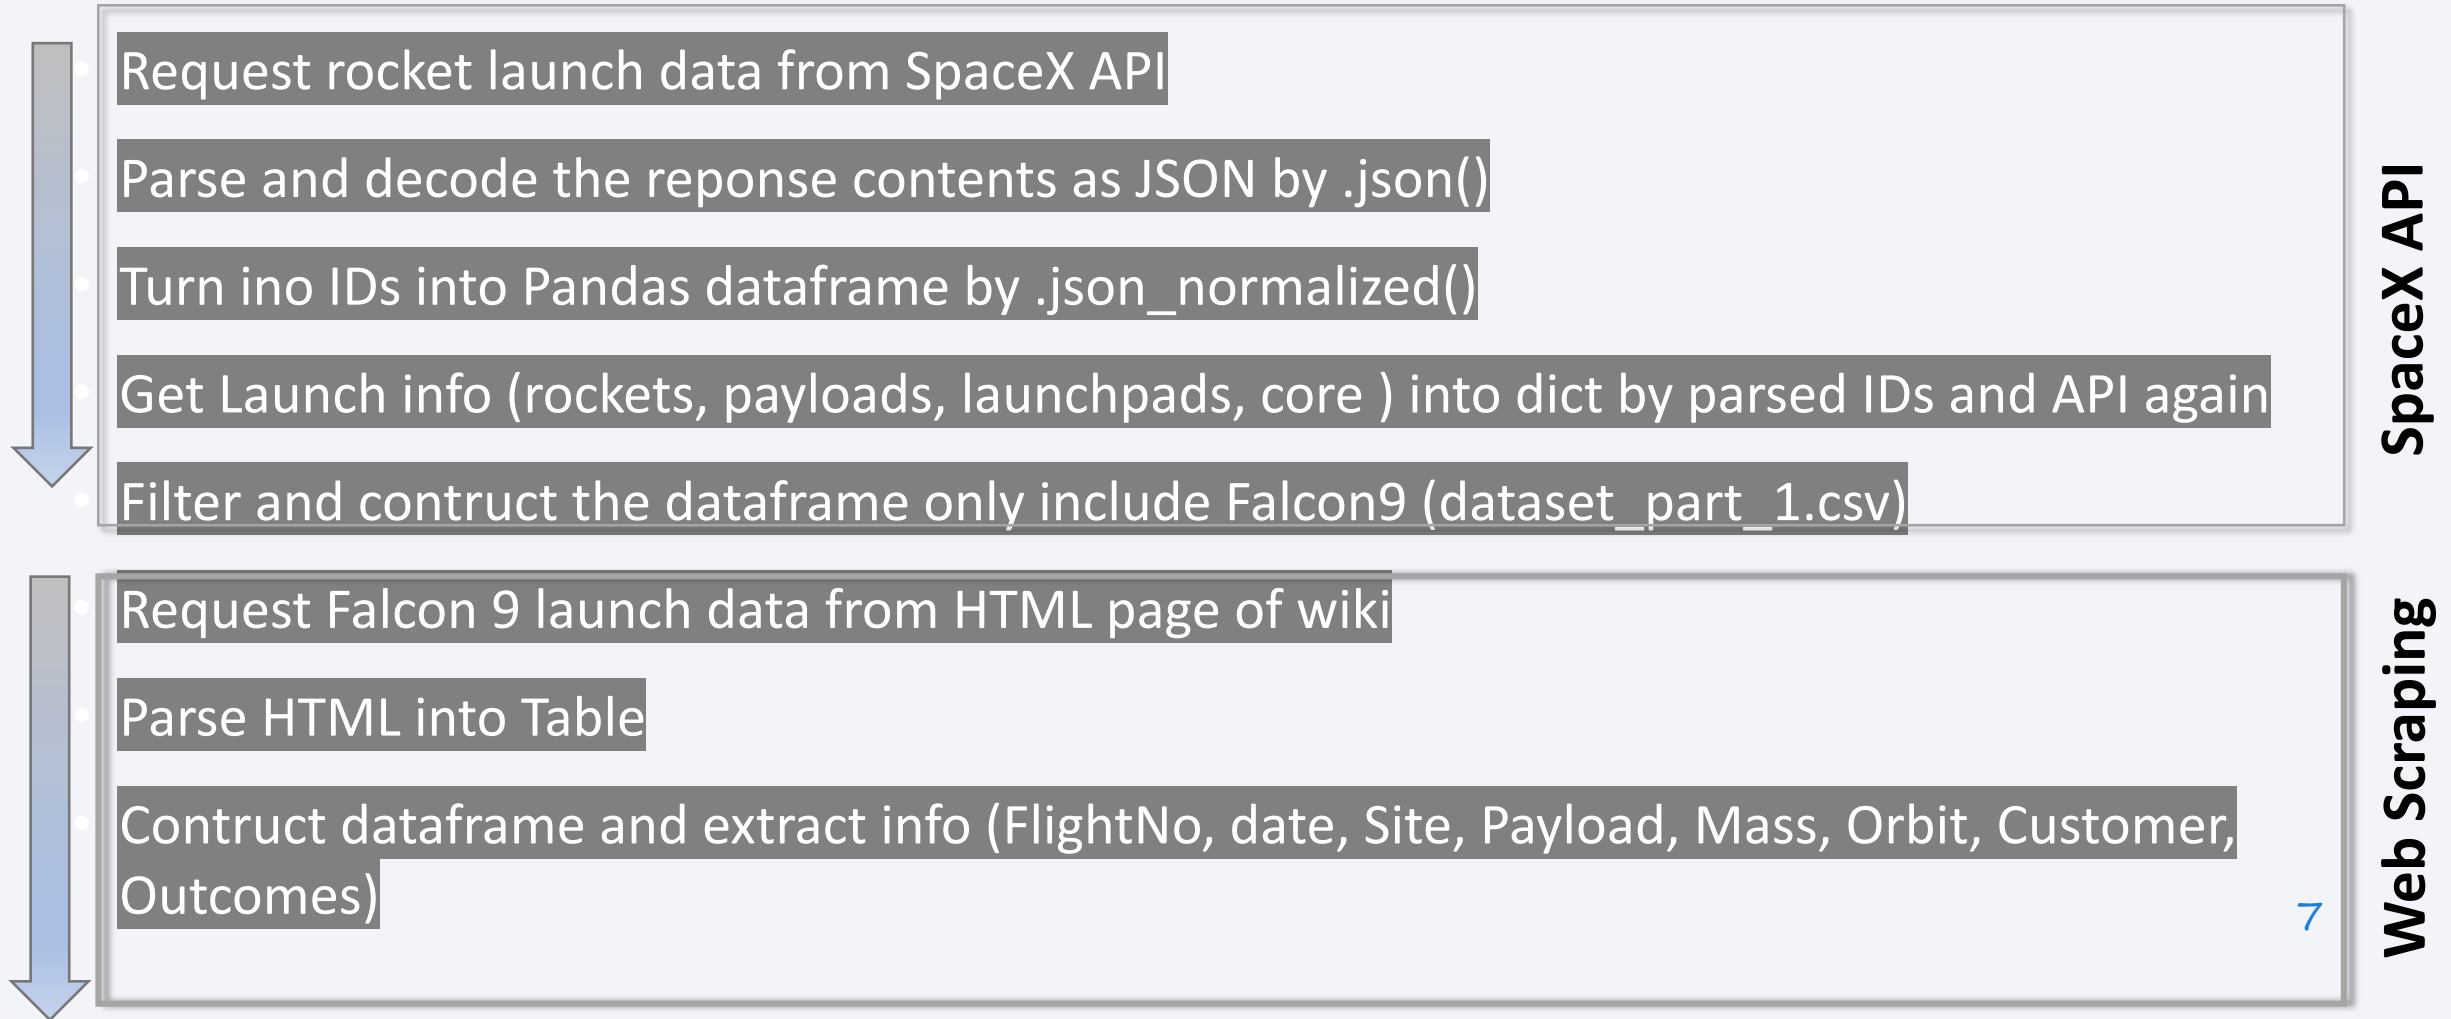 • Request rocket launch data from SpaceX API
• Parse and decode the reponse contents as JSON by .json()
• Turn ino IDs into Pandas dataframe by .json_normalized()
• Get Launch info (rockets, payloads, launchpads, core ) into dict by parsed IDs and API again
• Filter and contruct the dataframe only include Falcon9 (dataset_part_1.csv)
SpaceX API
• Request Falcon 9 launch data from HTML page of wiki
• Parse HTML into Table
• Contruct dataframe and extract info (FlightNo, date, Site, Payload, Mass, Orbit, Customer,
Outcomes)
Web Scraping
7